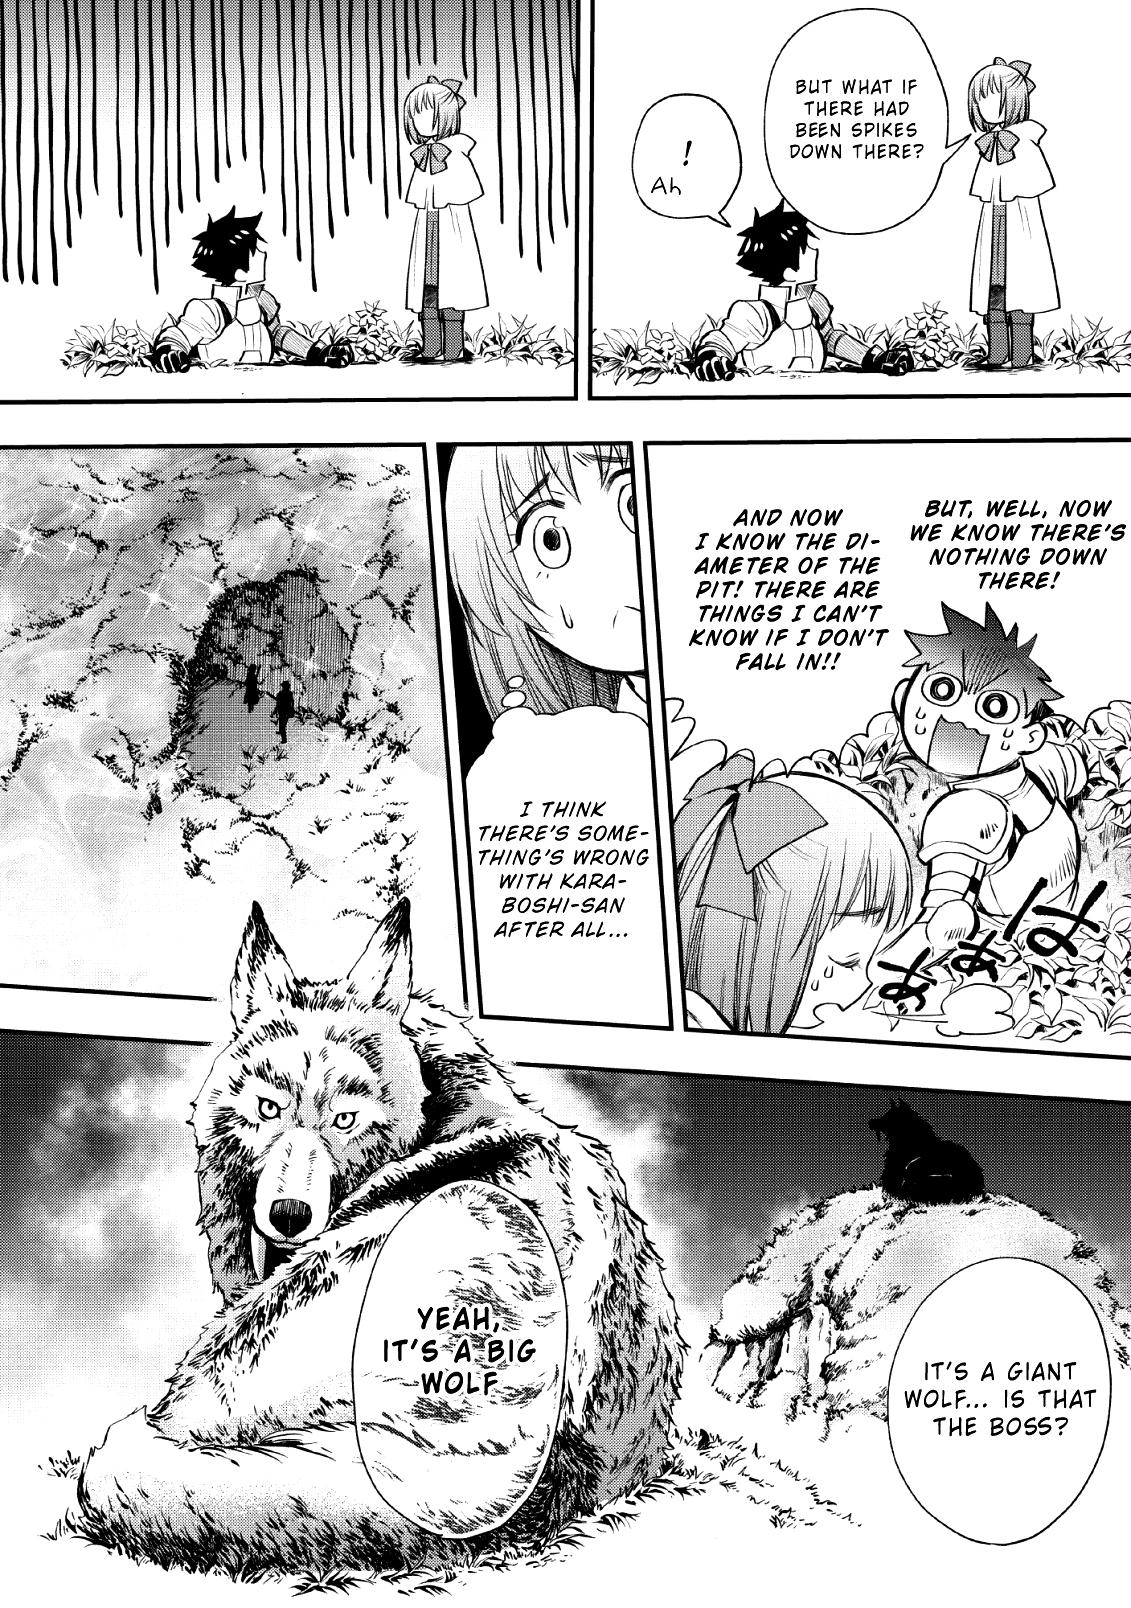 BUT WHAT IF
THERE HAD
BEEN SPIKES
DOWN THERE?
!
Ah
BUT, WELL, NOW
WE KNOW THERE'S
NOTHING DOWN
THERE!
AND NOW
I KNOW THE DI-
AMETER OF THE
PIT! THERE ARE
THINGS I CAN'T
KNOW IF I DON'T
FALL IN!!
はぁぁぁ
I THINK
THERE'S SOME-
THING'S WRONG
WITH KARA-
BOSHI-SAN
AFTER ALL...
IT'S A GIANT
WOLF... IS THAT
THE BOSS?
YEAH,
IT'S A BIG
WOLF